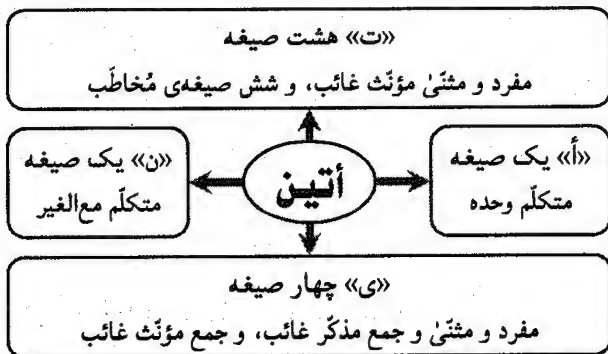 «ت» هشت صیغه
مفرد و مثنّیٰ مؤنّث غائب، و شش صیغه‌ی مُخاطَب
«أ» یک صیغه
متکلّم وحده
أتین
«ن» یک صیغه
متکلّم مع‌الغیر
«ی» چهار صیغه
مفرد و مثنّیٰ و جمع مذکّر غائب، و جمع مؤنّث غائب